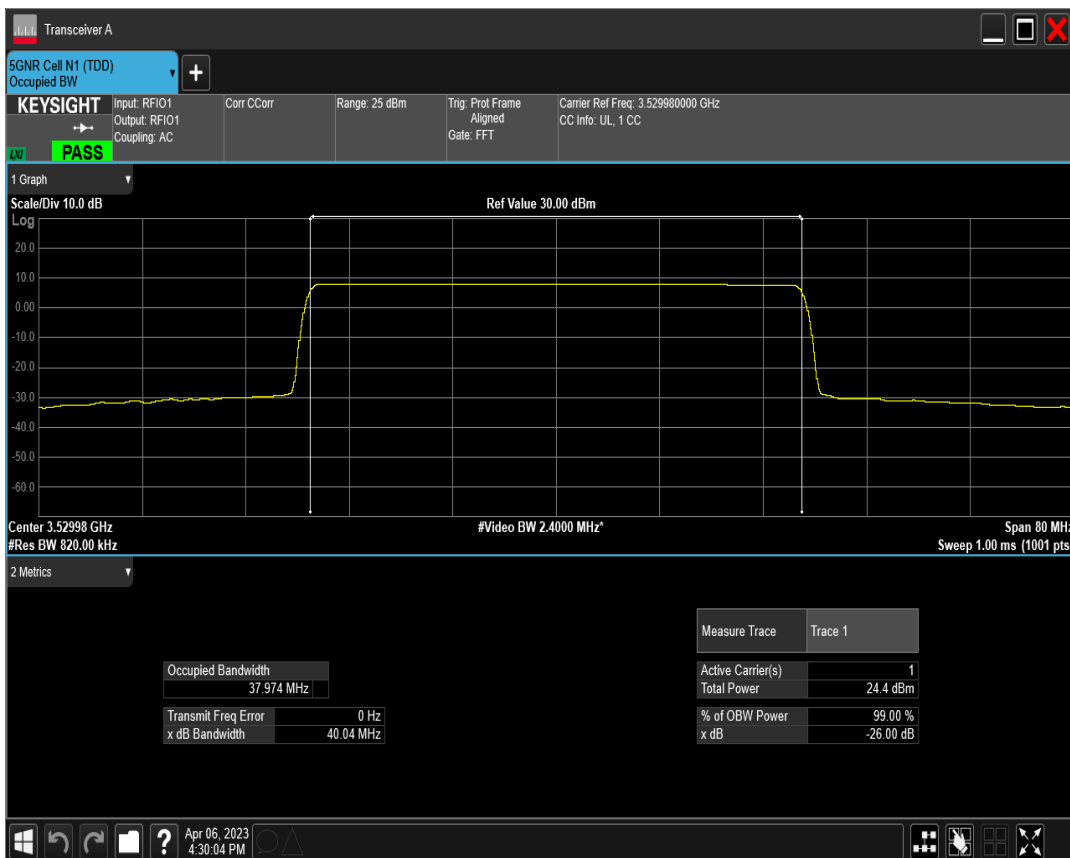 Transceiver A
5GNR Cell N1 (TDD)
Occupied BW
+
KEYSIGHT
LXI
PASS
Input: RFIO1
Output: RFIO1
Coupling: AC
Corr CCorr
Range: 25 dBm
Trig: Prot Frame
Aligned
Gate: FFT
Carrier Ref Freq: 3.529980000 GHz
CC Info: UL, 1 CC
1 Graph
Scale/Div 10.0 dB
Ref Value 30.00 dBm
Log
20.0
10.0
0.00
-10.0
-20.0
-30.0
-40.0
-50.0
-60.0
Center 3.52998 GHz
#Video BW 2.4000 MHz*
Span 80 MHz
#Res BW 820.00 kHz
Sweep 1.00 ms (1001 pts
2 Metrics
Measure Trace Trace 1
Occupied Bandwidth
37.974 MHz
Active Carrier(s) 1
Total Power 24.4 dBm
Transmit Freq Error 0 Hz
x dB Bandwidth 40.04 MHz
% of OBW Power 99.00 %
x dB -26.00 dB
?
Apr 06, 2023
4:30:04 PM